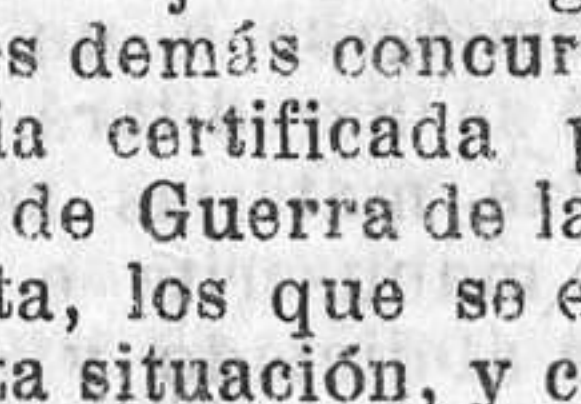 s demás concur
ia certificada
de Guerra de la
ta, los que se e
ta situación, y c